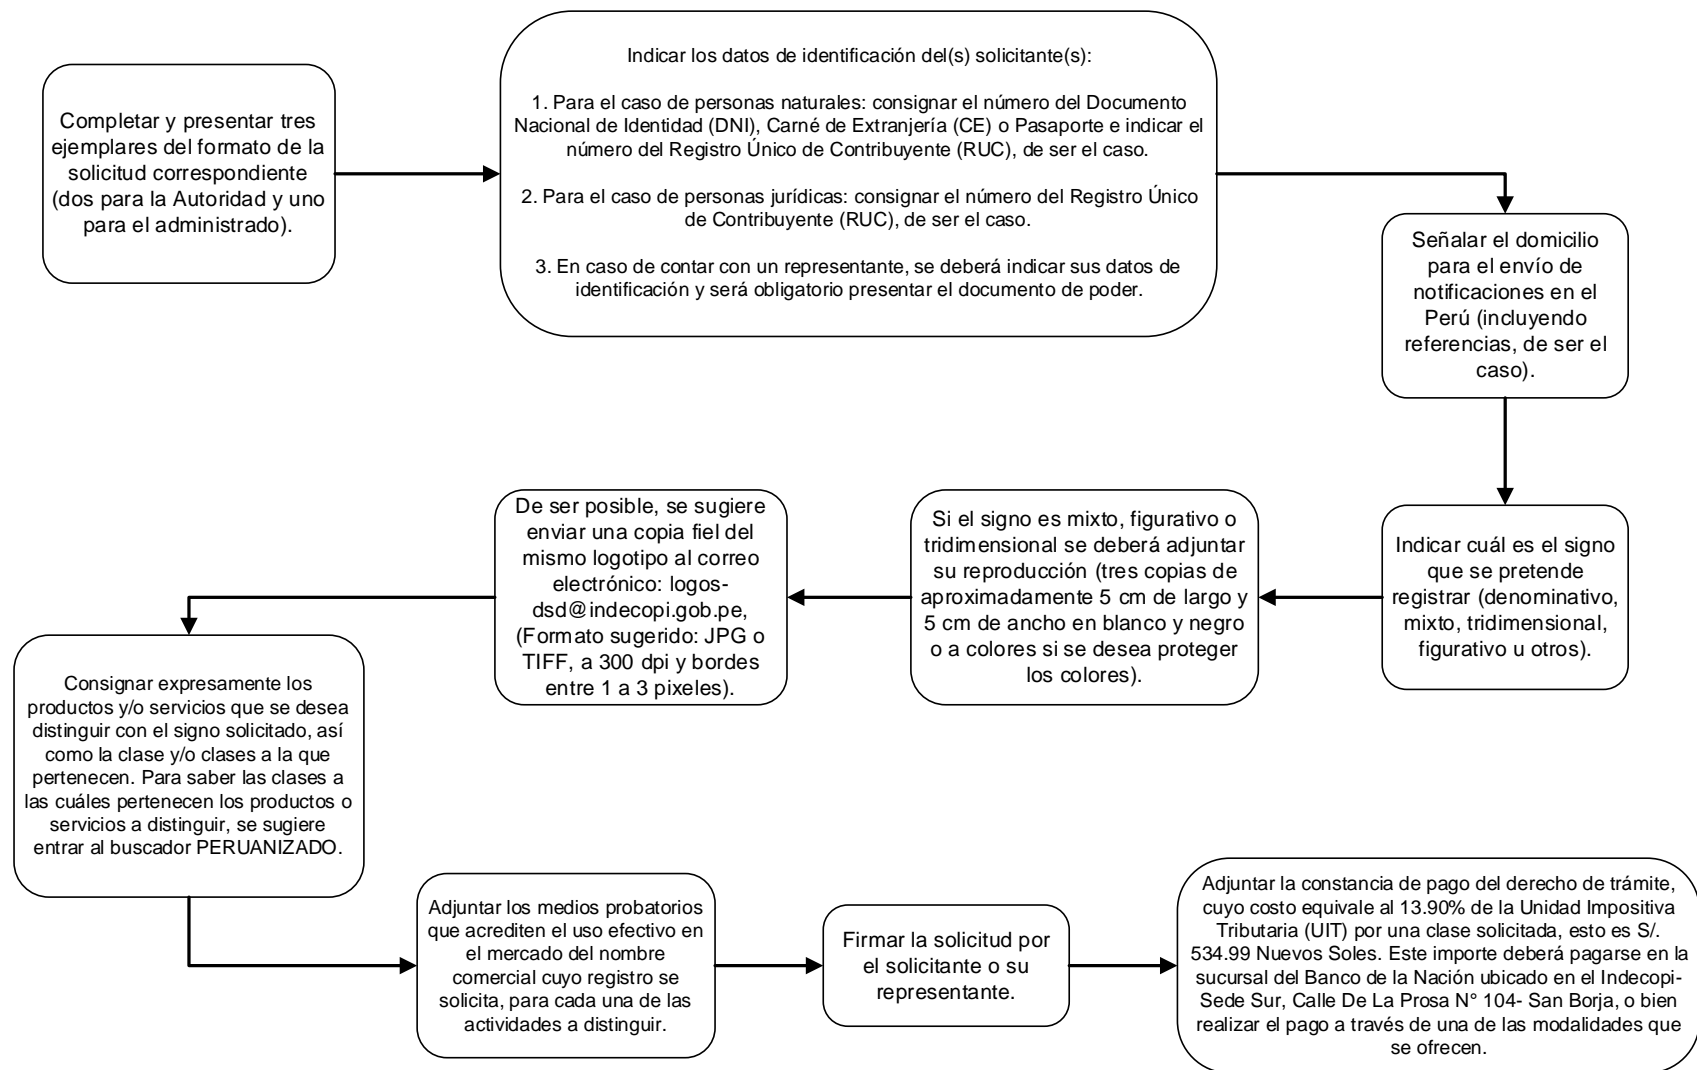 Completar y presentar tres
ejemplares del formato de la
solicitud correspondiente
(dos para la Autoridad y uno
para el administrado).
Indicar los datos de identificación del(s) solicitante(s):
1. Para el caso de personas naturales: consignar el número del Documento
Nacional de Identidad (DNI), Carné de Extranjería (CE) o Pasaporte e indicar el
número del Registro Único de Contribuyente (RUC), de ser el caso.
2. Para el caso de personas jurídicas: consignar el número del Registro Único
de Contribuyente (RUC), de ser el caso.
3. En caso de contar con un representante, se deberá indicar sus datos de
identificación y será obligatorio presentar el documento de poder.
Señalar el domicilio
para el envío de
notificaciones en el
Perú (incluyendo
referencias, de ser el
caso).
Indicar cuál es el signo
que se pretende
registrar (denominativo,
mixto, tridimensional,
figurativo u otros).
Si el signo es mixto, figurativo o
tridimensional se deberá adjuntar
su reproducción (tres copias de
aproximadamente 5 cm de largo y
5 cm de ancho en blanco y negro
o a colores si se desea proteger
los colores).
De ser posible, se sugiere
enviar una copia fiel del
mismo logotipo al correo
electrónico: logos-
dsd@indecopi.gob.pe,
(Formato sugerido: JPG o
TIFF, a 300 dpi y bordes
entre 1 a 3 pixeles).
Consignar expresamente los
productos y/o servicios que se desea
distinguir con el signo solicitado, así
como la clase y/o clases a la que
pertenecen. Para saber las clases a
las cuáles pertenecen los productos o
servicios a distinguir, se sugiere
entrar al buscador PERUANIZADO.
Adjuntar los medios probatorios
que acrediten el uso efectivo en
el mercado del nombre
comercial cuyo registro se
solicita, para cada una de las
actividades a distinguir.
Firmar la solicitud por
el solicitante o su
representante.
Adjuntar la constancia de pago del derecho de trámite,
cuyo costo equivale al 13.90% de la Unidad Impositiva
Tributaria (UIT) por una clase solicitada, esto es S/.
534.99 Nuevos Soles. Este importe deberá pagarse en la
sucursal del Banco de la Nación ubicado en el Indecopi-
Sede Sur, Calle De La Prosa N° 104- San Borja, o bien
realizar el pago a través de una de las modalidades que
se ofrecen.